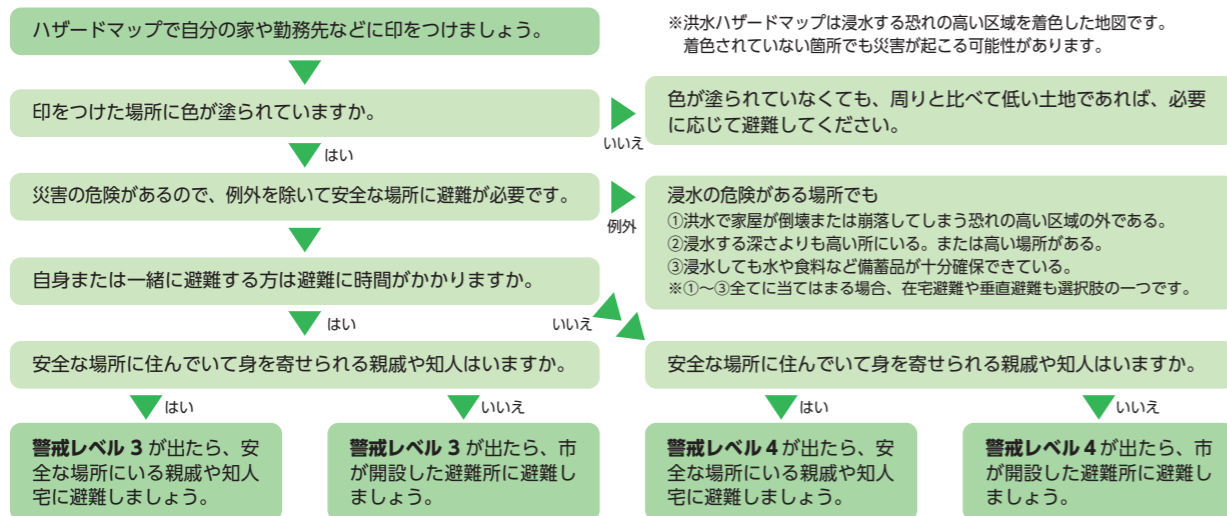 ハザードマップで自分の家や勤務先などに印をつけましょう。
※洪水ハザードマップは浸水する恐れの高い区域を着色した地図です。
着色されていない箇所でも災害が起こる可能性があります。
印をつけた場所に色が塗られていますか。
いいえ
色が塗られていなくても、周りと比べて低い土地であれば、必要
に応じて避難してください。
はい
災害の危険があるので、例外を除いて安全な場所に避難が必要です。
例外
浸水の危険がある場所でも
①洪水で家屋が倒壊または崩落してしまう恐れの高い区域の外である。
②浸水する深さよりも高い所にいる。または高い場所がある。
③浸水しても水や食料など備蓄品が十分確保できている。
※①～③全てに当てはまる場合、在宅避難や垂直避難も選択肢の一つです。
自身または一緒に避難する方は避難に時間がかかりますか。
はい
いいえ
安全な場所に住んでいて身を寄せられる親戚や知人はいますか。
安全な場所に住んでいて身を寄せられる親戚や知人はいますか。
はい
いいえ
はい
いいえ
警戒レベル 3 が出たら、安
全な場所にいる親戚や知人
宅に避難しましょう。
警戒レベル 3 が出たら、市
が開設した避難所に避難し
ましょう。
警戒レベル 4 が出たら、安
全な場所にいる親戚や知人
宅に避難しましょう。
警戒レベル 4 が出たら、市
が開設した避難所に避難し
ましょう。